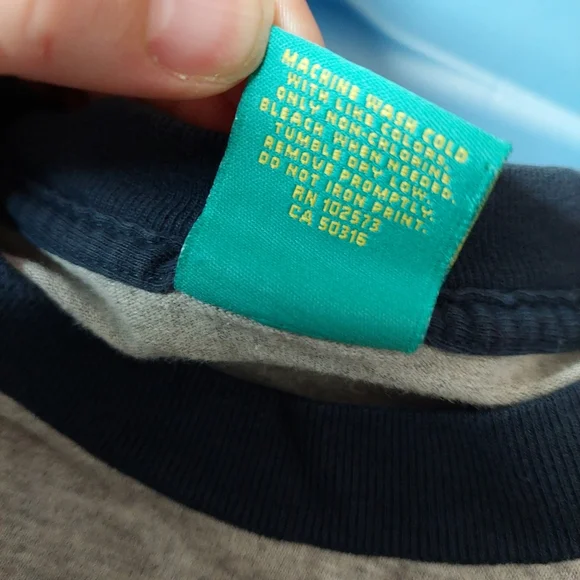 MACHINE WASH COLD
WITH LIKE COLORS.
ONLY NON-CHLORINE
BLEACH WHEN NEEDED.
TUMBLE DRY LOW.
REMOVE PROMPTLY.
DO NOT IRON PRINT.
RN 102573
CA 50316